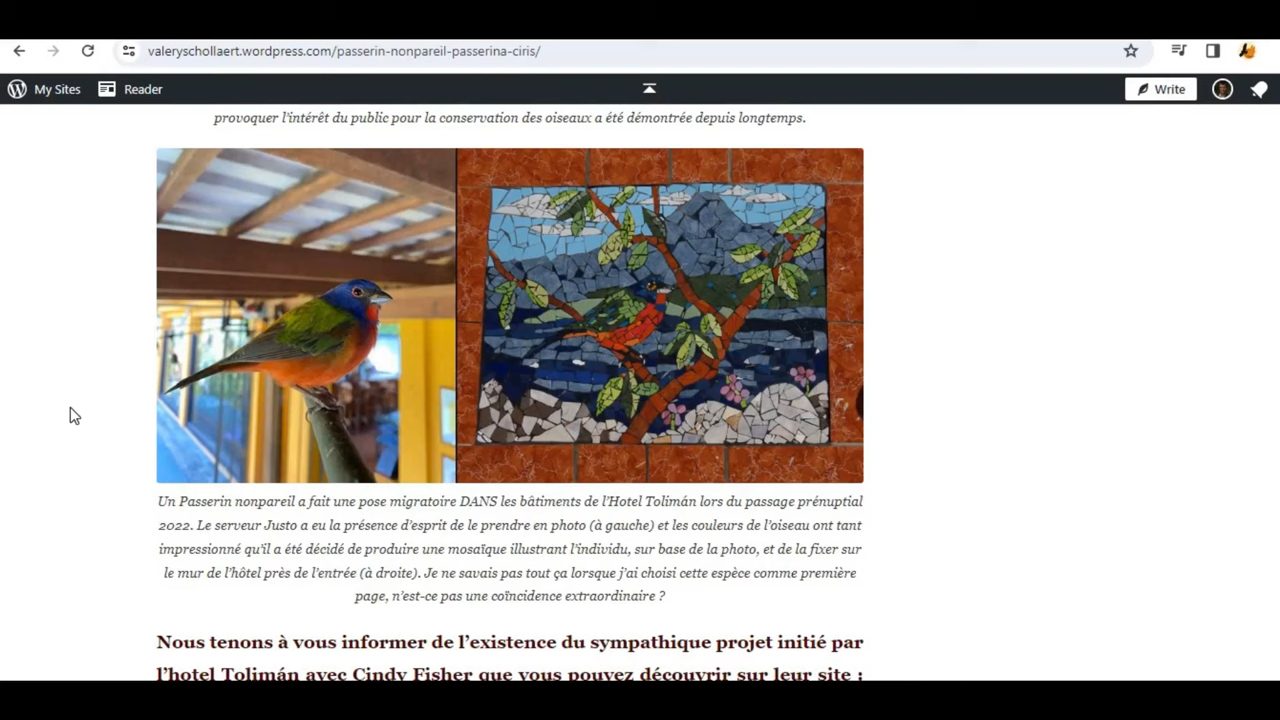 valeryschollaert.wordpress.com/passerin-nonpareil-passerina-ciris/
My Sites
Reader
Write
provoquer l'intérêt du public pour la conservation des oiseaux a été démontrée depuis longtemps.
Un Passerin nonpareil a fait une pose migratoire DANS les bâtiments de l'Hotel Tolimán lors du passage prénuptial
2022. Le serveur Justo a eu la présence d'esprit de le prendre en photo (à gauche) et les couleurs de l'oiseau ont tant
impressionné qu'il a été décidé de produire une mosaïque illustrant l'individu, sur base de la photo, et de la fixer sur
le mur de l'hôtel près de l'entrée (à droite). Je ne savais pas tout ça lorsque j'ai choisi cette espèce comme première
page, n'est-ce pas une coïncidence extraordinaire ?
Nous tenons à vous informer de l'existence du sympathique projet initié par
l'hotel Tolimán avec Cindy Fisher que vous pouvez découvrir sur leur site :